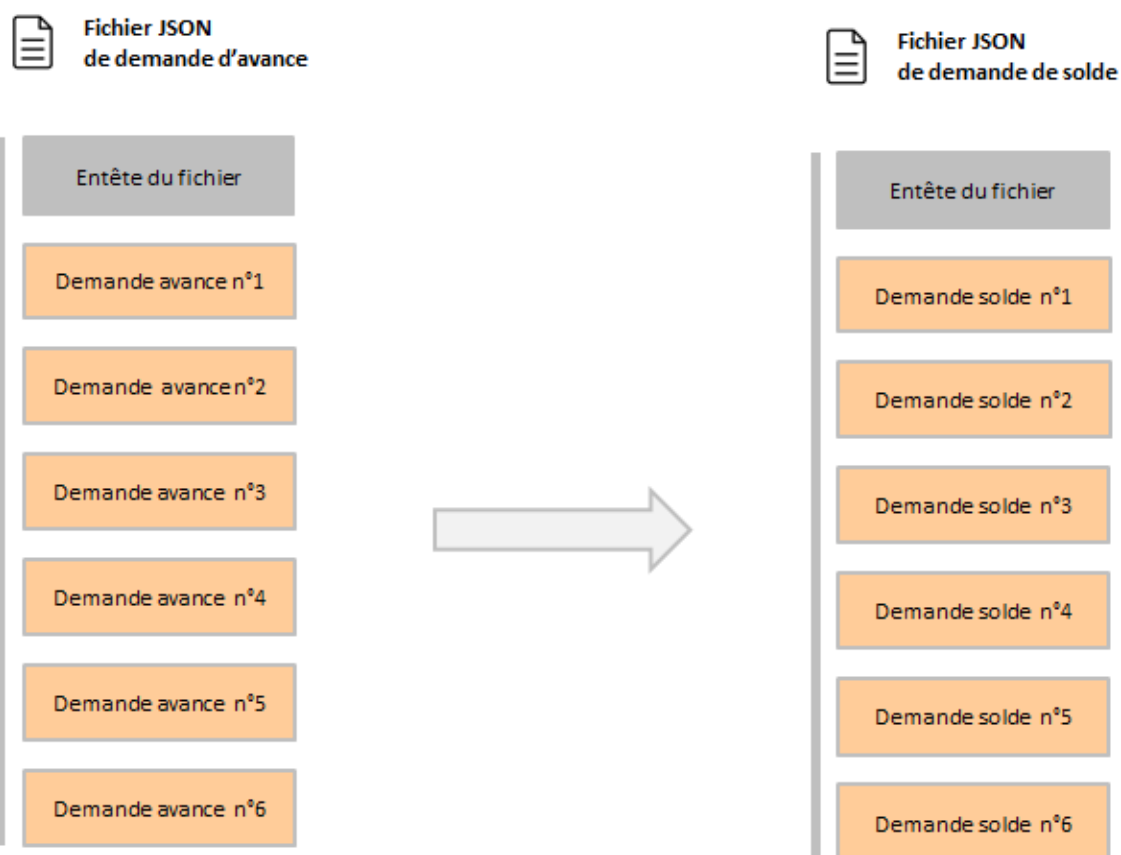 Fichier JSON
de demande d'avance
Entête du fichier
Demande avance n°1
Demande avance n°2
Demande avance n°3
Demande avance n°4
Demande avance n°5
Demande avance n°6
Fichier JSON
de demande de solde
Entête du fichier
Demande solde n°1
Demande solde n°2
Demande solde n°3
Demande solde n°4
Demande solde n°5
Demande solde n°6